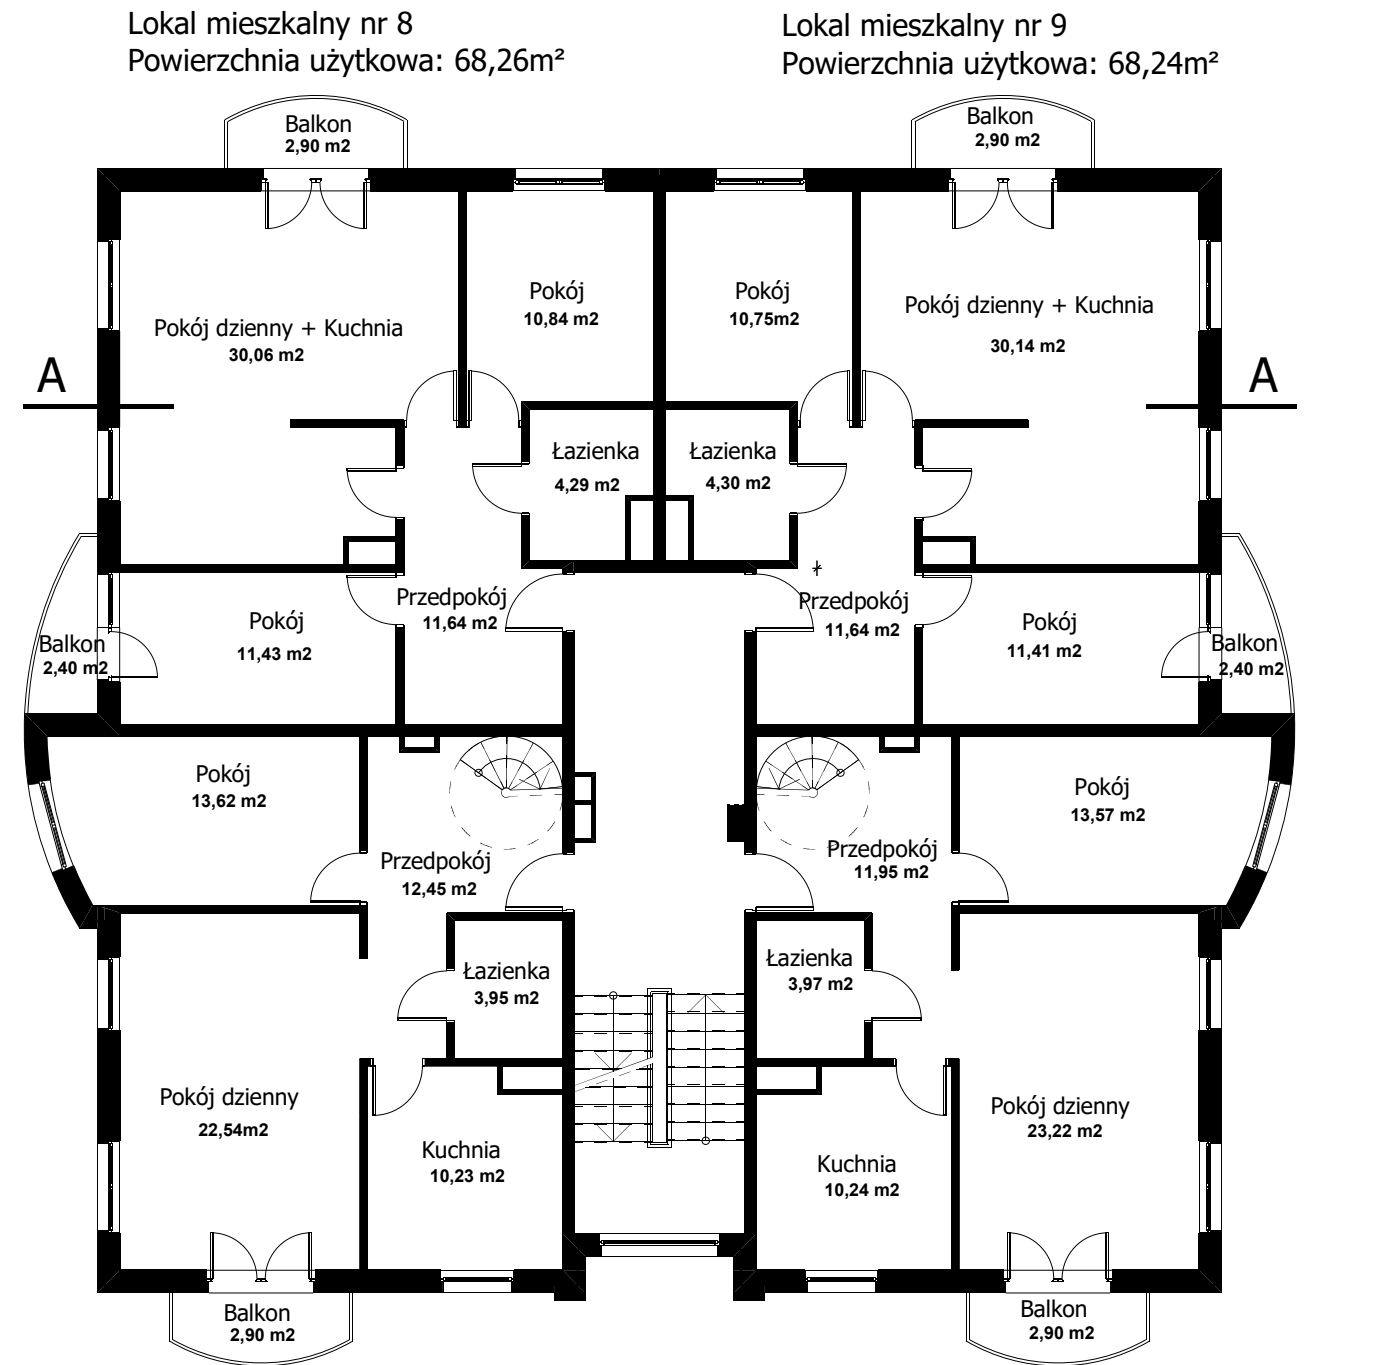 Lokal mieszkalny nr 8
Powierzchnia użytkowa: 68,26m²
Lokal mieszkalny nr 9
Powierzchnia użytkowa: 68,24m²
Balkon
2,90 m2
Balkon
2,90 m2
Pokój dzienny + Kuchnia
30,06 m2
Pokój
10,84 m2
Pokój
10,75m2
Pokój dzienny + Kuchnia
30,14 m2
A
A
Łazienka
4,29 m2
Łazienka
4,30 m2
Balkon
2,40 m2
Pokój
11,43 m2
Przedpokój
11,64 m2
Przedpokój
11,64 m2
Pokój
11,41 m2
Balkon
2,40 m2
Pokój
13,62 m2
Przedpokój
12,45 m2
Przedpokój
11,95 m2
Pokój
13,57 m2
Łazienka
3,95 m2
Łazienka
3,97 m2
Pokój dzienny
22,54m2
Kuchnia
10,23 m2
Kuchnia
10,24 m2
Pokój dzienny
23,22 m2
Balkon
2,90 m2
Balkon
2,90 m2